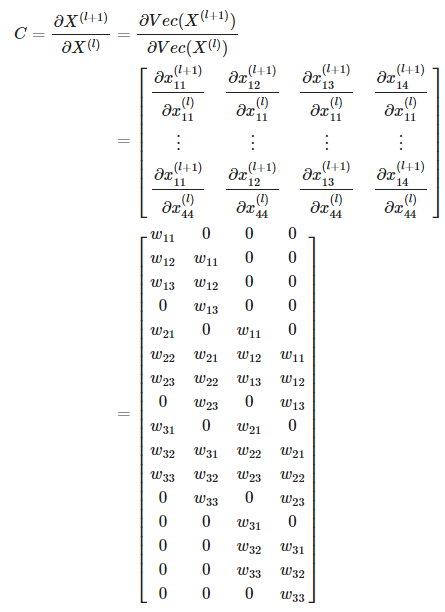 C = ∂X^(l+1) / ∂X^(l) = ∂Vec(X^(l+1)) / ∂Vec(X^(l))
= [ ∂x_11^(l+1) / ∂x_11^(l)   ∂x_12^(l+1) / ∂x_11^(l)   ∂x_13^(l+1) / ∂x_11^(l)   ∂x_14^(l+1) / ∂x_11^(l)
⋮ ⋮ ⋮ ⋮
∂x_11^(l+1) / ∂x_44^(l)   ∂x_12^(l+1) / ∂x_44^(l)   ∂x_13^(l+1) / ∂x_44^(l)   ∂x_14^(l+1) / ∂x_44^(l) ]
= [ w_11 0 0 0
w_12 w_11 0 0
w_13 w_12 0 0
0 w_13 0 0
w_21 0 w_11 0
w_22 w_21 w_12 w_11
w_23 w_22 w_13 w_12
0 w_23 0 w_13
w_31 0 w_21 0
w_32 w_31 w_22 w_21
w_33 w_32 w_23 w_22
0 w_33 0 w_23
0 0 w_31 0
0 0 w_32 w_31
0 0 w_33 w_32
0 0 0 w_33 ]